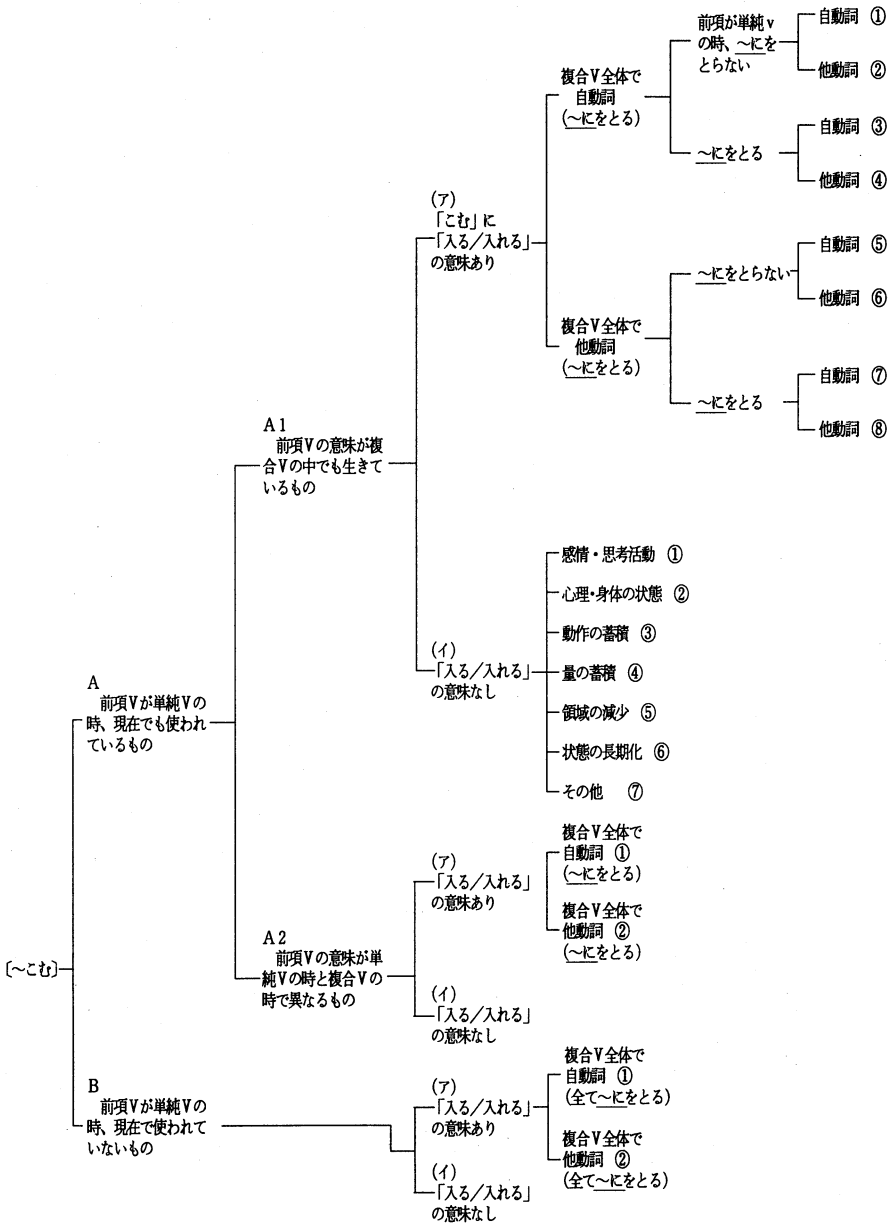 前項が単純v
の時、～にを
とらない
自動詞 ①
他動詞 ②
複合V全体で
自動詞
(～にをとる)
～にをとる
自動詞 ③
他動詞 ④
(ア)
「こむ」に
「入る／入れる」
の意味あり
～にをとらない
自動詞 ⑤
他動詞 ⑥
複合V全体で
他動詞
(～にをとる)
～にをとる
自動詞 ⑦
他動詞 ⑧
A1
前項Vの意味が複
合Vの中でも生きて
いるもの
感情・思考活動 ①
心理・身体の状態 ②
動作の蓄積 ③
(イ)
「入る／入れる」
の意味なし
量の蓄積 ④
領域の減少 ⑤
状態の長期化 ⑥
その他 ⑦
A
前項Vが単純Vの
時、現在でも使われ
ているもの
(ア)
「入る／入れる」
の意味あり
複合V全体で
自動詞 ①
(～にをとる)
複合V全体で
他動詞 ②
(～にをとる)
A2
前項Vの意味が単
純Vの時と複合Vの
時で異なるもの
(イ)
「入る／入れる」
の意味なし
〔～こむ〕
B
前項Vが単純Vの
時、現在で使われて
いないもの
(ア)
「入る／入れる」
の意味あり
複合V全体で
自動詞 ①
(全て～にをとる)
複合V全体で
他動詞 ②
(全て～にをとる)
(イ)
「入る／入れる」
の意味なし